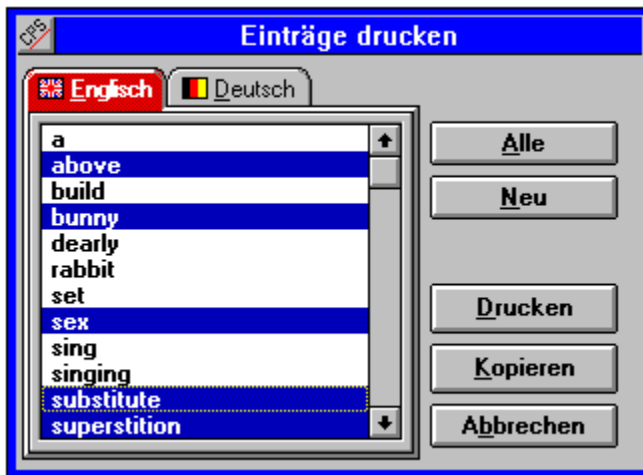 CPS
Einträge drucken
Englisch
Deutsch
a
above
build
bunny
dearly
rabbit
set
sex
sing
singing
substitute
superstition
Alle
Neu
Drucken
Kopieren
Abbrechen